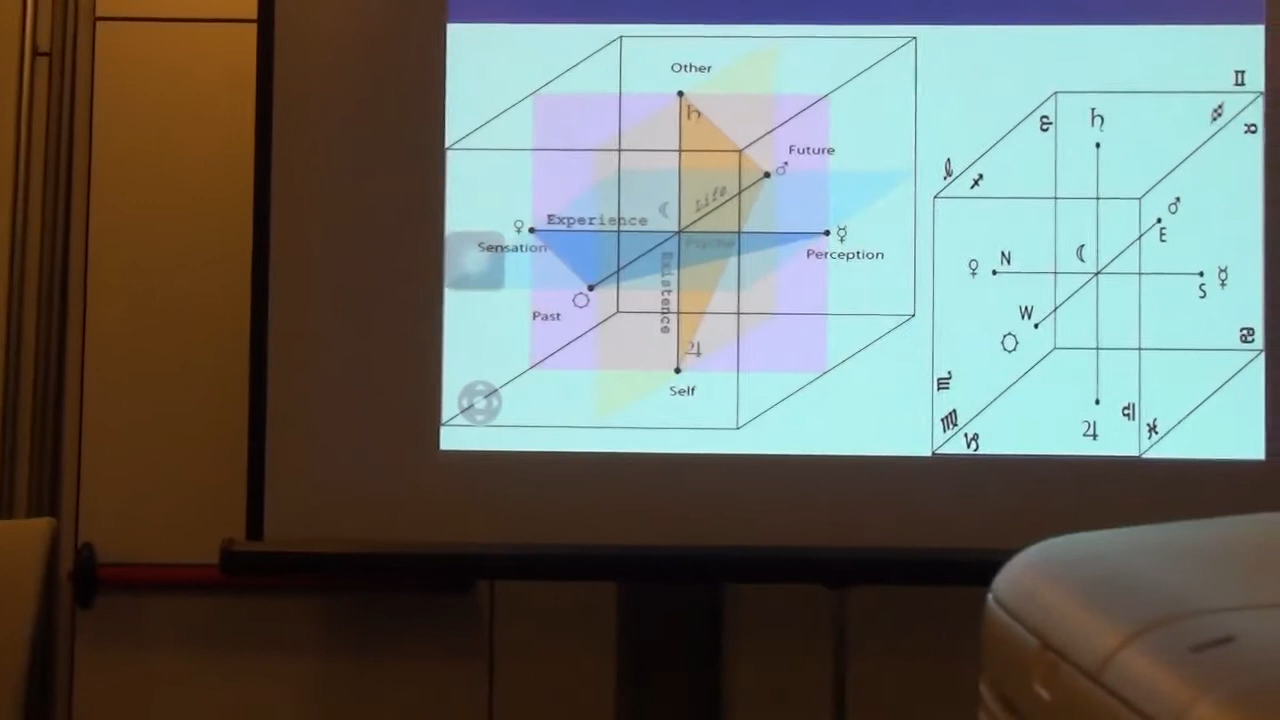 Other
♄
Future
♂
Life
☾
♀
Experience
☿
Sensation
Psyche
Perception
Existence
Past
♃
Self
♊
♄
♂
E
☾
♀
N
☿
S
W
♐
♏
♍
♑
♃
♓